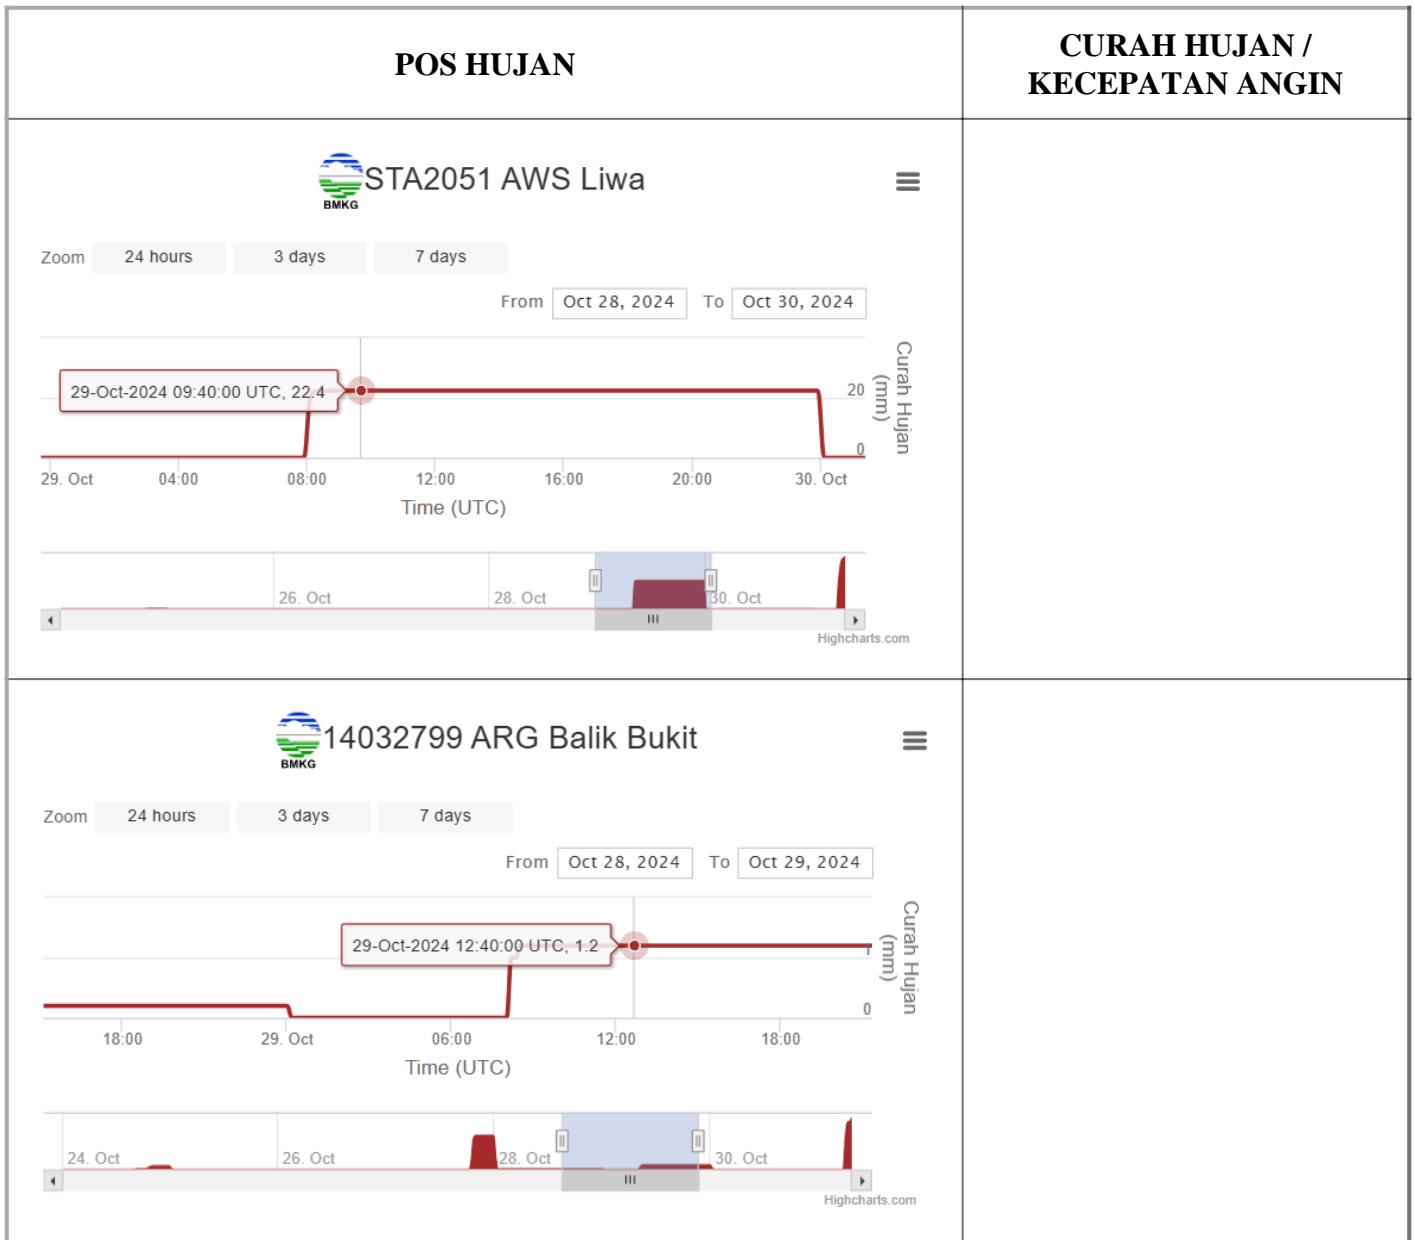 POS HUJAN
CURAH HUJAN /
KECEPATAN ANGIN
BMKG
STA2051 AWS Liwa
Zoom 24 hours 3 days 7 days
From Oct 28, 2024 To Oct 30, 2024
29-Oct-2024 09:40:00 UTC, 22.4
20
0
Curah Hujan
(mm)
29. Oct 04:00 08:00 12:00 16:00 20:00 30. Oct
Time (UTC)
26. Oct 28. Oct 30. Oct
Highcharts.com
BMKG
14032799 ARG Balik Bukit
Zoom 24 hours 3 days 7 days
From Oct 28, 2024 To Oct 29, 2024
29-Oct-2024 12:40:00 UTC, 1.2
1
0
Curah Hujan
(mm)
18:00 29. Oct 06:00 12:00 18:00
Time (UTC)
24. Oct 26. Oct 28. Oct 30. Oct
Highcharts.com